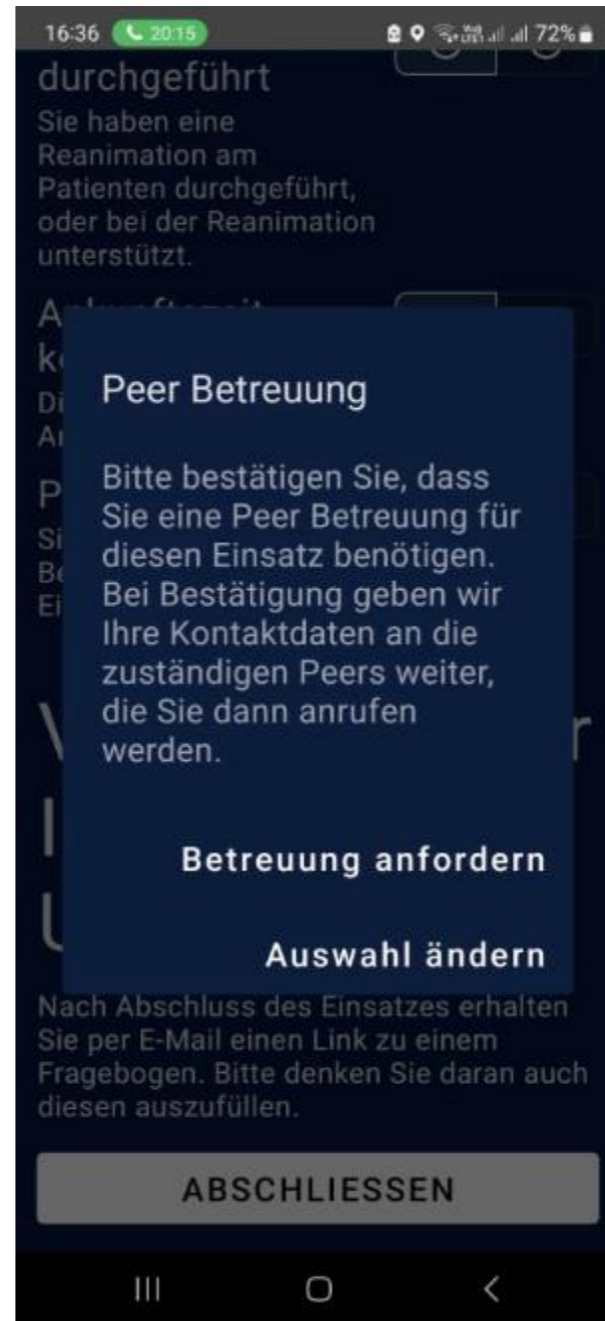 16:36 20:15 72%
durchgeführt
Sie haben eine
Reanimation am
Patienten durchgeführt,
oder bei der Reanimation
unterstützt.
Peer Betreuung
Bitte bestätigen Sie, dass
Sie eine Peer Betreuung für
diesen Einsatz benötigen.
Bei Bestätigung geben wir
Ihre Kontaktdaten an die
zuständigen Peers weiter,
die Sie dann anrufen
werden.
Betreuung anfordern
Auswahl ändern
Nach Abschluss des Einsatzes erhalten
Sie per E-Mail einen Link zu einem
Fragebogen. Bitte denken Sie daran auch
diesen auszufüllen.
ABSCHLIESSEN